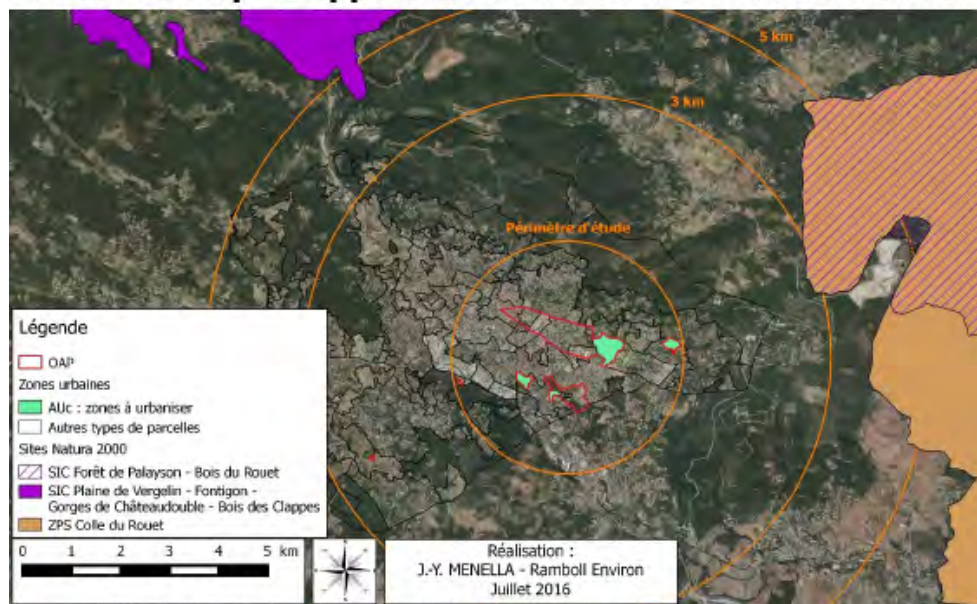 5 km
3 km
Périmètre d'étude
Légende
OAP
Zones urbaines
AUc : zones à urbaniser
Autres types de parcelles
Sites Natura 2000
SIC Forêt de Palayson - Bois du Rouet
SIC Plaine de Vergelin - Fontigon -
Gorges de Châteaudouble - Bois des Clappes
ZPS Colle du Rouet
0 1 2 3 4 5 km
Réalisation :
J.-Y. MENELLA - Ramboll Environ
Juillet 2016